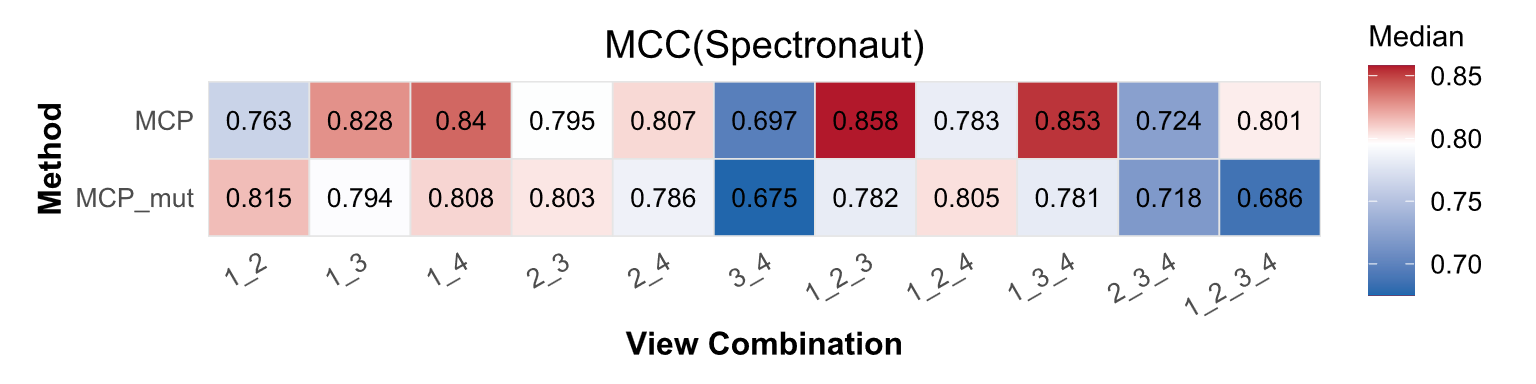 MCC(Spectronaut)
Median
Method
MCP 0.763 0.828 0.84 0.795 0.807 0.697 0.858 0.783 0.853 0.724 0.801
MCP_mut 0.815 0.794 0.808 0.803 0.786 0.675 0.782 0.805 0.781 0.718 0.686
1_2 1_3 1_4 2_3 2_4 3_4 1_2_3 1_2_4 1_3_4 2_3_4 1_2_3_4
View Combination
0.85
0.80
0.75
0.70